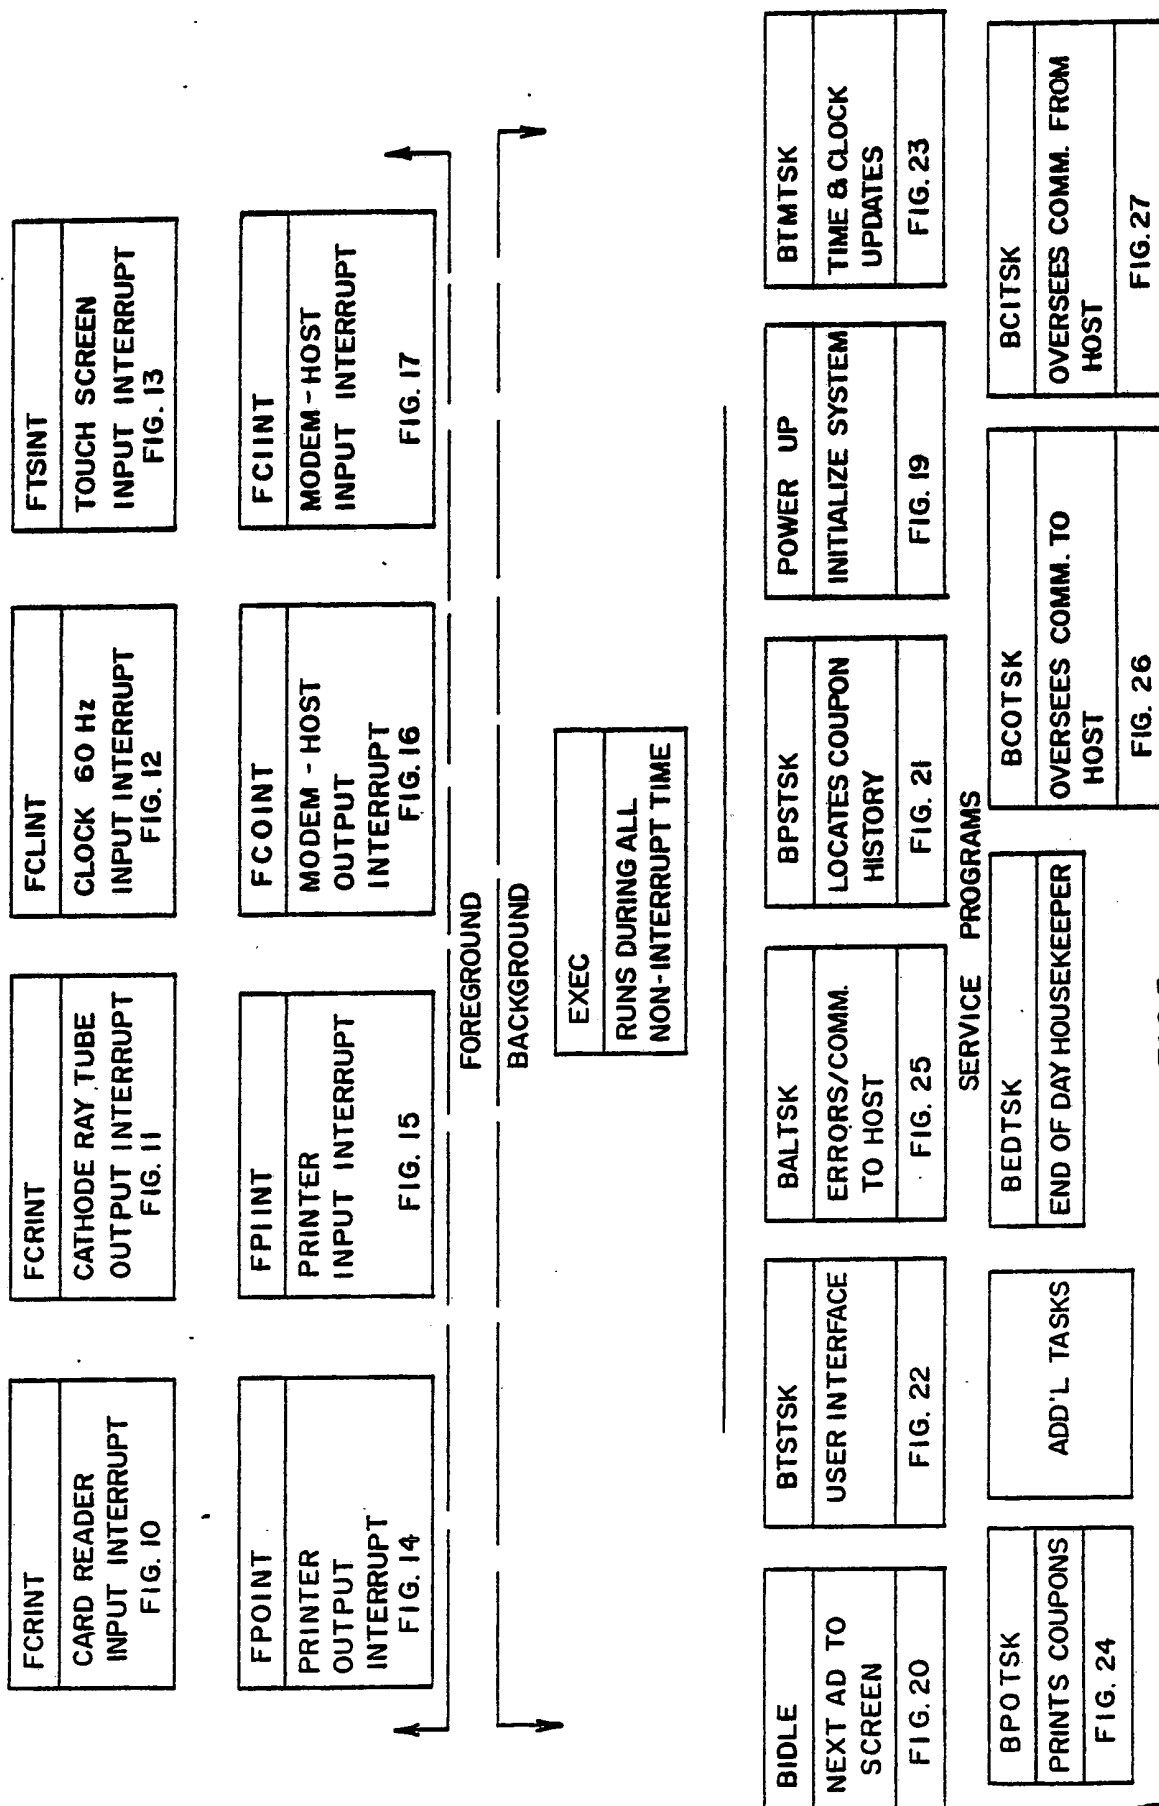 FCRINT
CARD READER
INPUT INTERRUPT
FIG. 10
FCRINT
CATHODE RAY TUBE
OUTPUT INTERRUPT
FIG. 11
FCLINT
CLOCK 60 Hz
INPUT INTERRUPT
FIG. 12
FTSINT
TOUCH SCREEN
INPUT INTERRUPT
FIG. 13
FPOINT
PRINTER
OUTPUT
INTERRUPT
FIG. 14
FPIINT
PRINTER
INPUT INTERRUPT
FIG. 15
FCOINT
MODEM - HOST
OUTPUT
INTERRUPT
FIG. 16
FCIINT
MODEM - HOST
INPUT INTERRUPT
FIG. 17
FOREGROUND
BACKGROUND
EXEC
RUNS DURING ALL
NON-INTERRUPT TIME
BIDLE
NEXT AD TO
SCREEN
FIG. 20
BTSTSK
USER INTERFACE
FIG. 22
BALTSK
ERRORS/COMM.
TO HOST
FIG. 25
BPSTSK
LOCATES COUPON
HISTORY
FIG. 21
POWER UP
INITIALIZE SYSTEM
FIG. 19
BTMTSK
TIME & CLOCK
UPDATES
FIG. 23
SERVICE PROGRAMS
BPOTSK
PRINTS COUPONS
FIG. 24
ADD'L TASKS
BEDTSK
END OF DAY HOUSEKEEPER
BCOTSK
OVERSEES COMM. TO
HOST
FIG. 26
BCITSK
OVERSEES COMM. FROM
HOST
FIG. 27